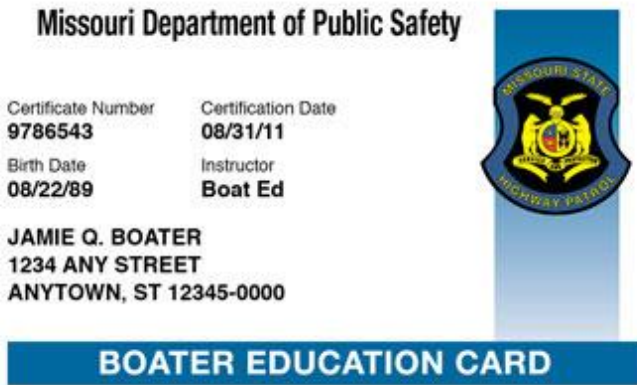 Missouri Department of Public Safety
Certificate Number Certification Date
9786543 08/31/11
Birth Date Instructor
08/22/89 Boat Ed
JAMIE Q. BOATER
1234 ANY STREET
ANYTOWN, ST 12345-0000
MISSOURI STATE
HIGHWAY PATROL
BOATER EDUCATION CARD